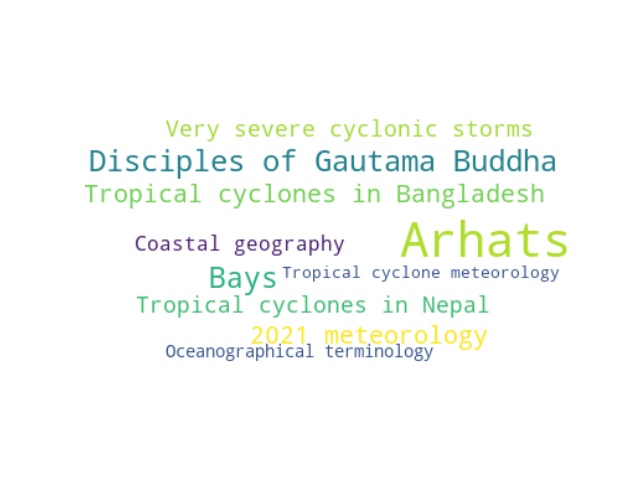 Very severe cyclonic storms
Disciples of Gautama Buddha
Tropical cyclones in Bangladesh
Arhats
Coastal geography
Bays
Tropical cyclone meteorology
Tropical cyclones in Nepal
2021 meteorology
Oceanographical terminology